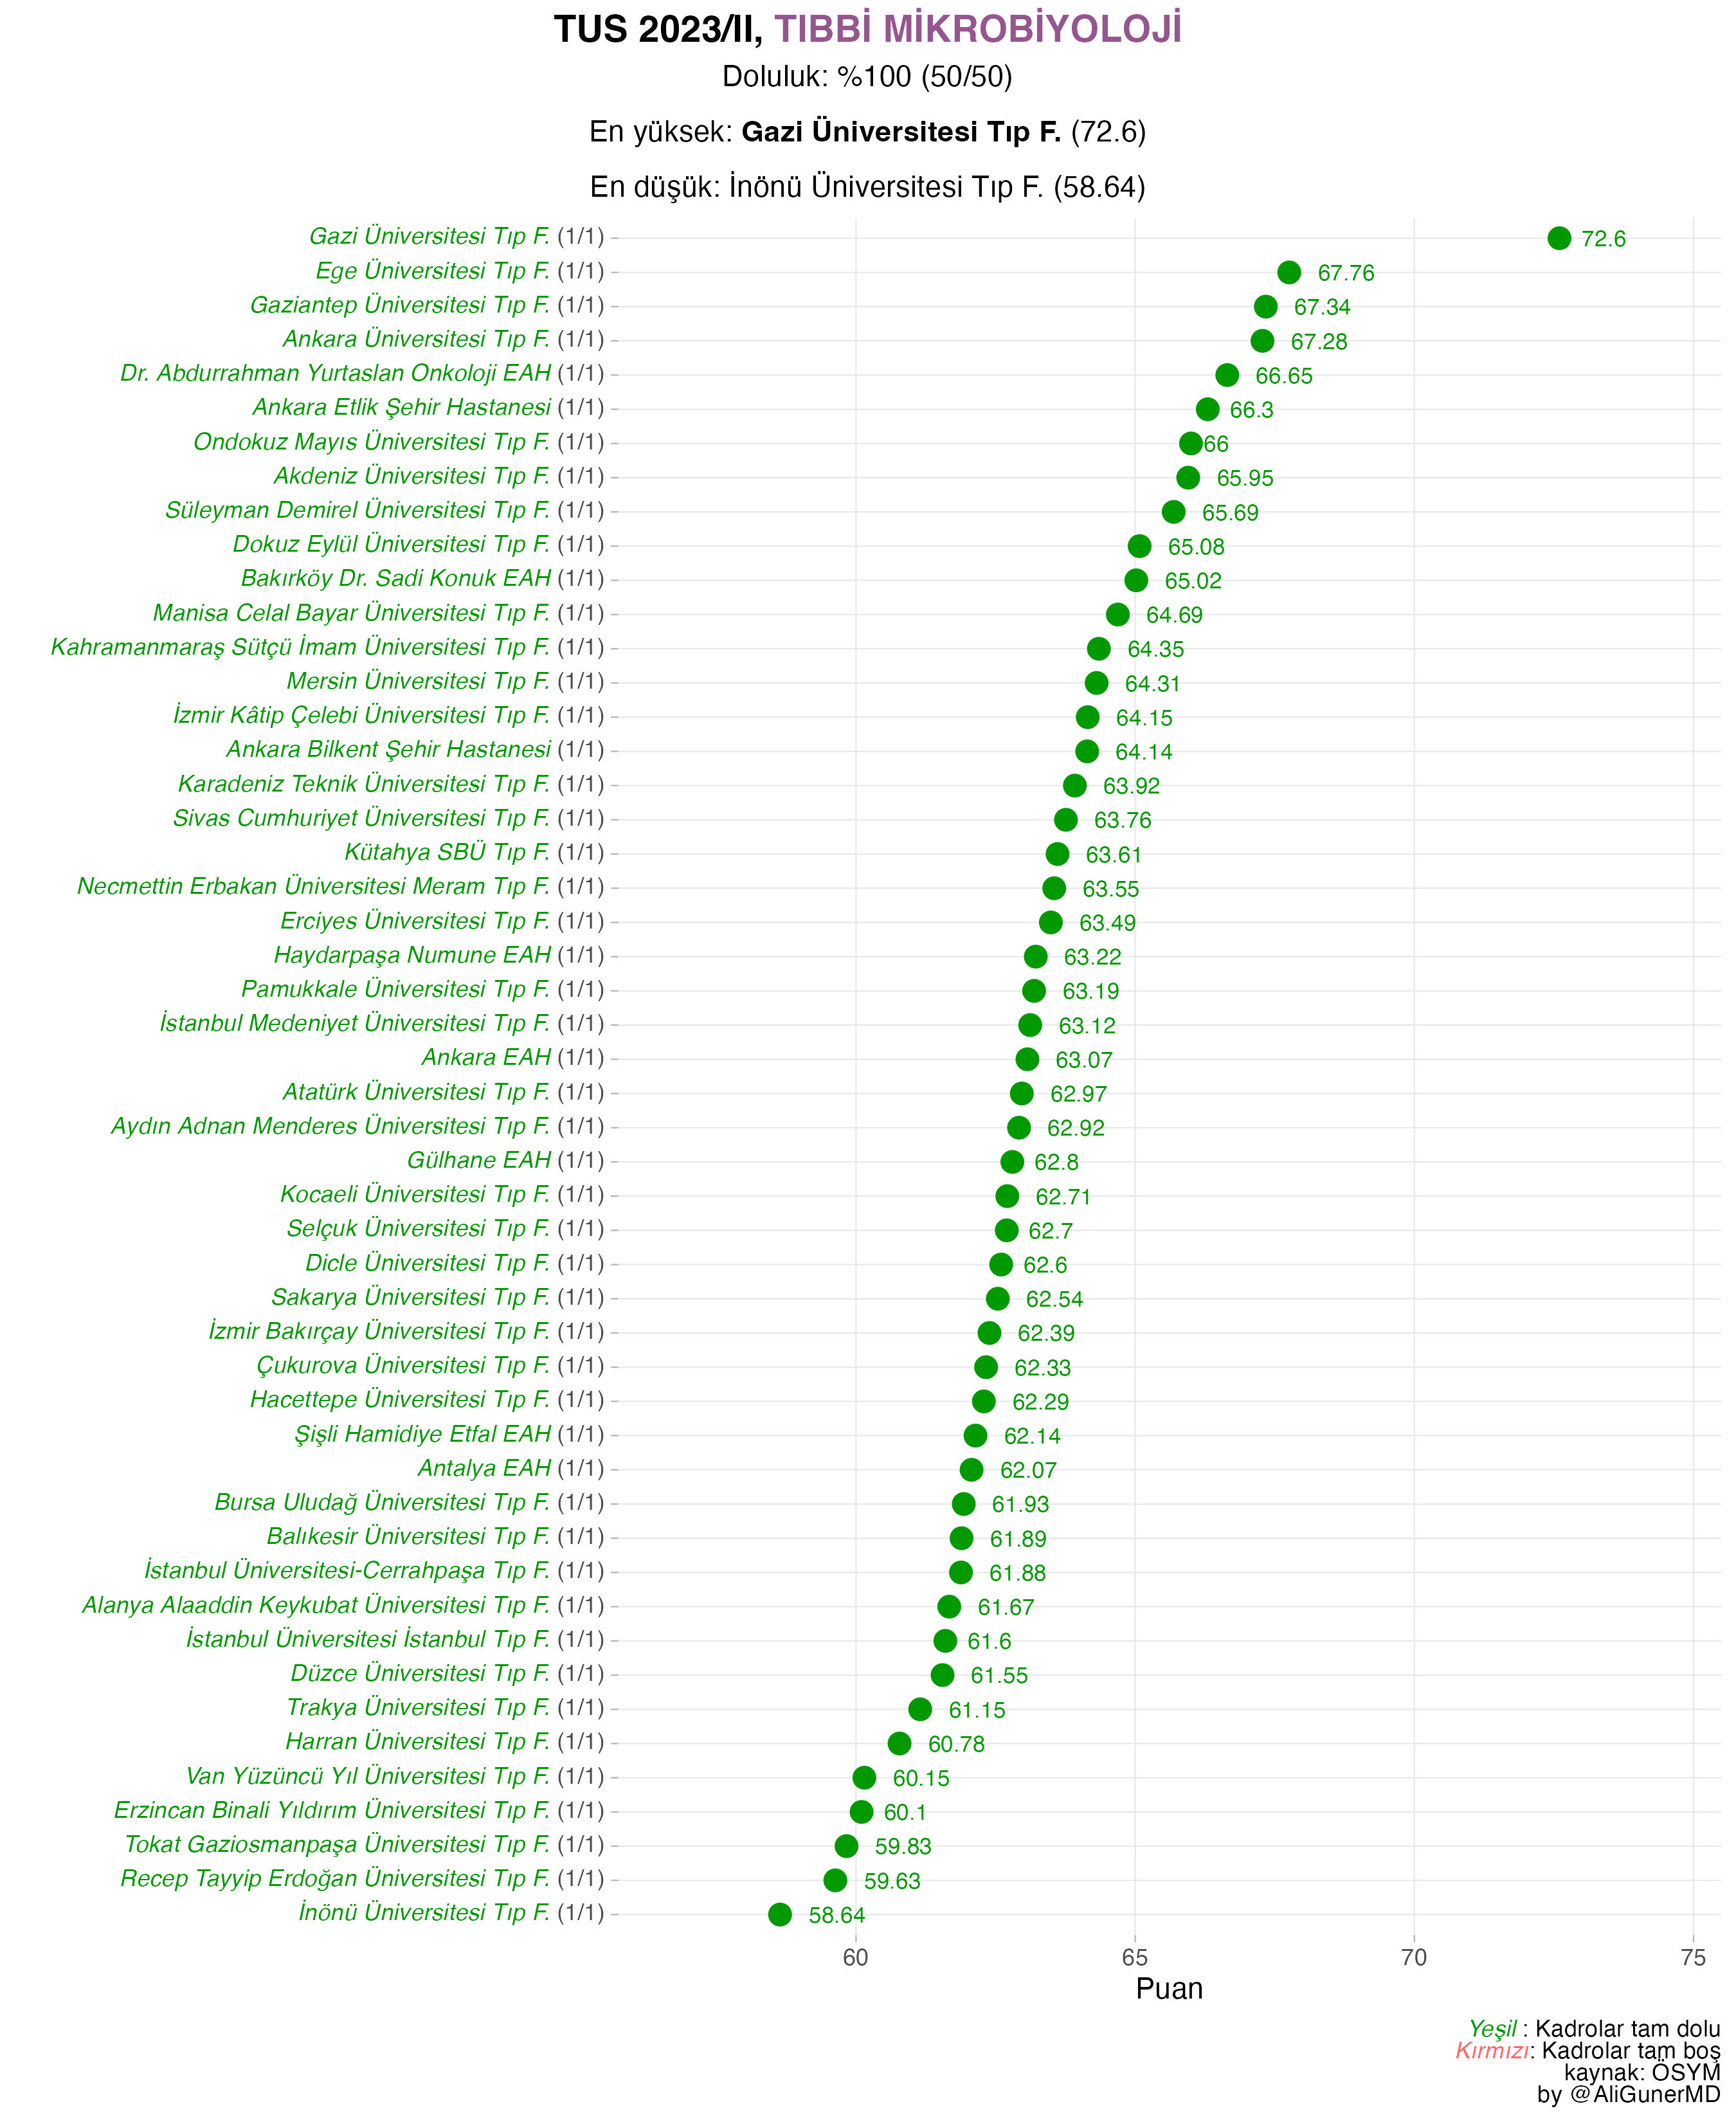 TUS 2023/II, TIBBİ MİKROBİYOLOJİ
Doluluk: %100 (50/50)
En yüksek: Gazi Üniversitesi Tıp F. (72.6)
En düşük: İnönü Üniversitesi Tıp F. (58.64)
Gazi Üniversitesi Tıp F. (1/1) 72.6
Ege Üniversitesi Tıp F. (1/1) 67.76
Gaziantep Üniversitesi Tıp F. (1/1) 67.34
Ankara Üniversitesi Tıp F. (1/1) 67.28
Dr. Abdurrahman Yurtaslan Onkoloji EAH (1/1) 66.65
Ankara Etlik Şehir Hastanesi (1/1) 66.3
Ondokuz Mayıs Üniversitesi Tıp F. (1/1) 66
Akdeniz Üniversitesi Tıp F. (1/1) 65.95
Süleyman Demirel Üniversitesi Tıp F. (1/1) 65.69
Dokuz Eylül Üniversitesi Tıp F. (1/1) 65.08
Bakırköy Dr. Sadi Konuk EAH (1/1) 65.02
Manisa Celal Bayar Üniversitesi Tıp F. (1/1) 64.69
Kahramanmaraş Sütçü İmam Üniversitesi Tıp F. (1/1) 64.35
Mersin Üniversitesi Tıp F. (1/1) 64.31
İzmir Kâtip Çelebi Üniversitesi Tıp F. (1/1) 64.15
Ankara Bilkent Şehir Hastanesi (1/1) 64.14
Karadeniz Teknik Üniversitesi Tıp F. (1/1) 63.92
Sivas Cumhuriyet Üniversitesi Tıp F. (1/1) 63.76
Kütahya SBÜ Tıp F. (1/1) 63.61
Necmettin Erbakan Üniversitesi Meram Tıp F. (1/1) 63.55
Erciyes Üniversitesi Tıp F. (1/1) 63.49
Haydarpaşa Numune EAH (1/1) 63.22
Pamukkale Üniversitesi Tıp F. (1/1) 63.19
İstanbul Medeniyet Üniversitesi Tıp F. (1/1) 63.12
Ankara EAH (1/1) 63.07
Atatürk Üniversitesi Tıp F. (1/1) 62.97
Aydın Adnan Menderes Üniversitesi Tıp F. (1/1) 62.92
Gülhane EAH (1/1) 62.8
Kocaeli Üniversitesi Tıp F. (1/1) 62.71
Selçuk Üniversitesi Tıp F. (1/1) 62.7
Dicle Üniversitesi Tıp F. (1/1) 62.6
Sakarya Üniversitesi Tıp F. (1/1) 62.54
İzmir Bakırçay Üniversitesi Tıp F. (1/1) 62.39
Çukurova Üniversitesi Tıp F. (1/1) 62.33
Hacettepe Üniversitesi Tıp F. (1/1) 62.29
Şişli Hamidiye Etfal EAH (1/1) 62.14
Antalya EAH (1/1) 62.07
Bursa Uludağ Üniversitesi Tıp F. (1/1) 61.93
Balıkesir Üniversitesi Tıp F. (1/1) 61.89
İstanbul Üniversitesi-Cerrahpaşa Tıp F. (1/1) 61.88
Alanya Alaaddin Keykubat Üniversitesi Tıp F. (1/1) 61.67
İstanbul Üniversitesi İstanbul Tıp F. (1/1) 61.6
Düzce Üniversitesi Tıp F. (1/1) 61.55
Trakya Üniversitesi Tıp F. (1/1) 61.15
Harran Üniversitesi Tıp F. (1/1) 60.78
Van Yüzüncü Yıl Üniversitesi Tıp F. (1/1) 60.15
Erzincan Binali Yıldırım Üniversitesi Tıp F. (1/1) 60.1
Tokat Gaziosmanpaşa Üniversitesi Tıp F. (1/1) 59.83
Recep Tayyip Erdoğan Üniversitesi Tıp F. (1/1) 59.63
İnönü Üniversitesi Tıp F. (1/1) 58.64
60 65 70 75
Puan
Yeşil : Kadrolar tam dolu
Kırmızı: Kadrolar tam boş
kaynak: ÖSYM
by @AliGunerMD